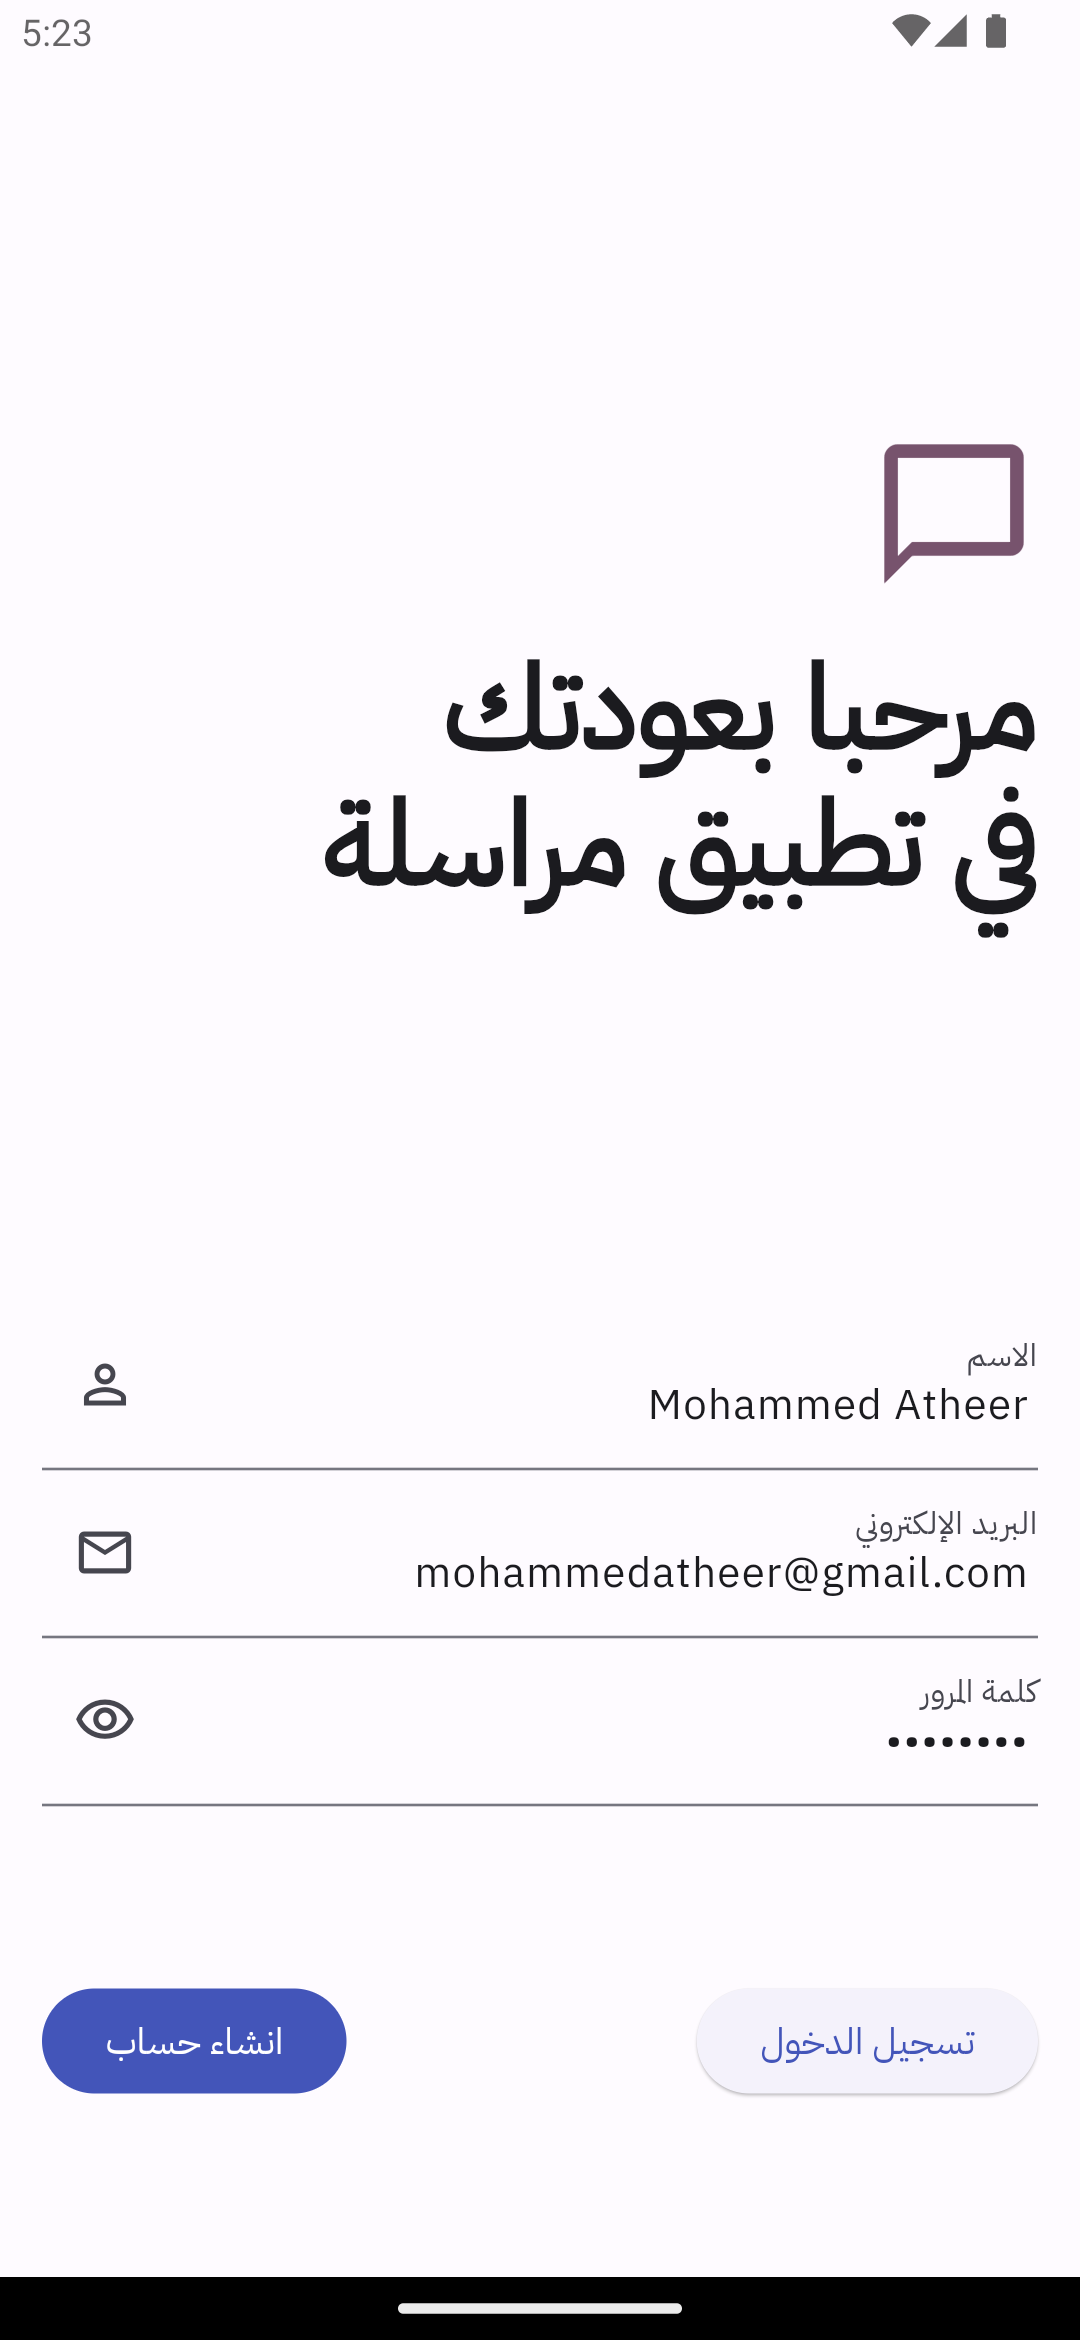 5:23
مرحبا بعودتك
في تطبيق مراسلة
الاسم
Mohammed Atheer
البريد الإلكتروني
mohammedatheer@gmail.com
كلمة المرور
••••••••
تسجيل الدخول
انشاء حساب